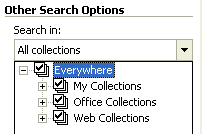 Other Search Options
Search in:
All collections
Everywhere
My Collections
Office Collections
Web Collections